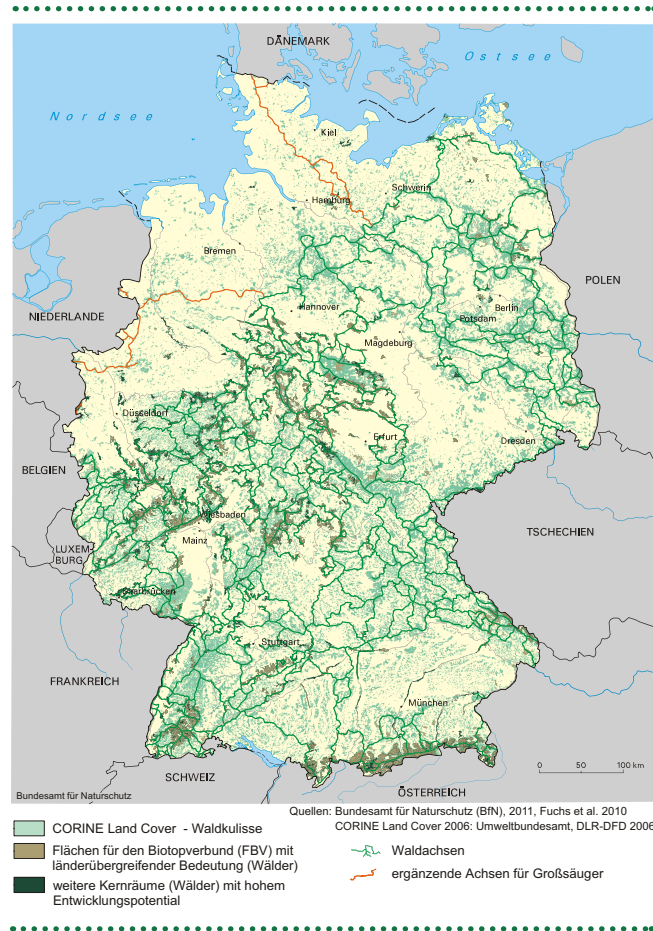 DÄNEMARK
Ostsee
Nordsee
Kiel
Schwerin
Hamburg
Bremen
POLEN
NIEDERLANDE
Hannover
Berlin
Potsdam
Magdeburg
Düsseldorf
Erfurt
Dresden
BELGIEN
Wiesbaden
TSCHECHIEN
Mainz
LUXEM-
BURG
Saarbrücken
Stuttgart
FRANKREICH
München
SCHWEIZ
ÖSTERREICH
0 50 100 km
Bundesamt für Naturschutz
Quellen: Bundesamt für Naturschutz (BfN), 2011, Fuchs et al. 2010
CORINE Land Cover 2006: Umweltbundesamt, DLR-DFD 2006
CORINE Land Cover - Waldkulisse
Flächen für den Biotopverbund (FBV) mit
länderübergreifender Bedeutung (Wälder)
weitere Kernräume (Wälder) mit hohem
Entwicklungspotential
Waldachsen
ergänzende Achsen für Großsäuger